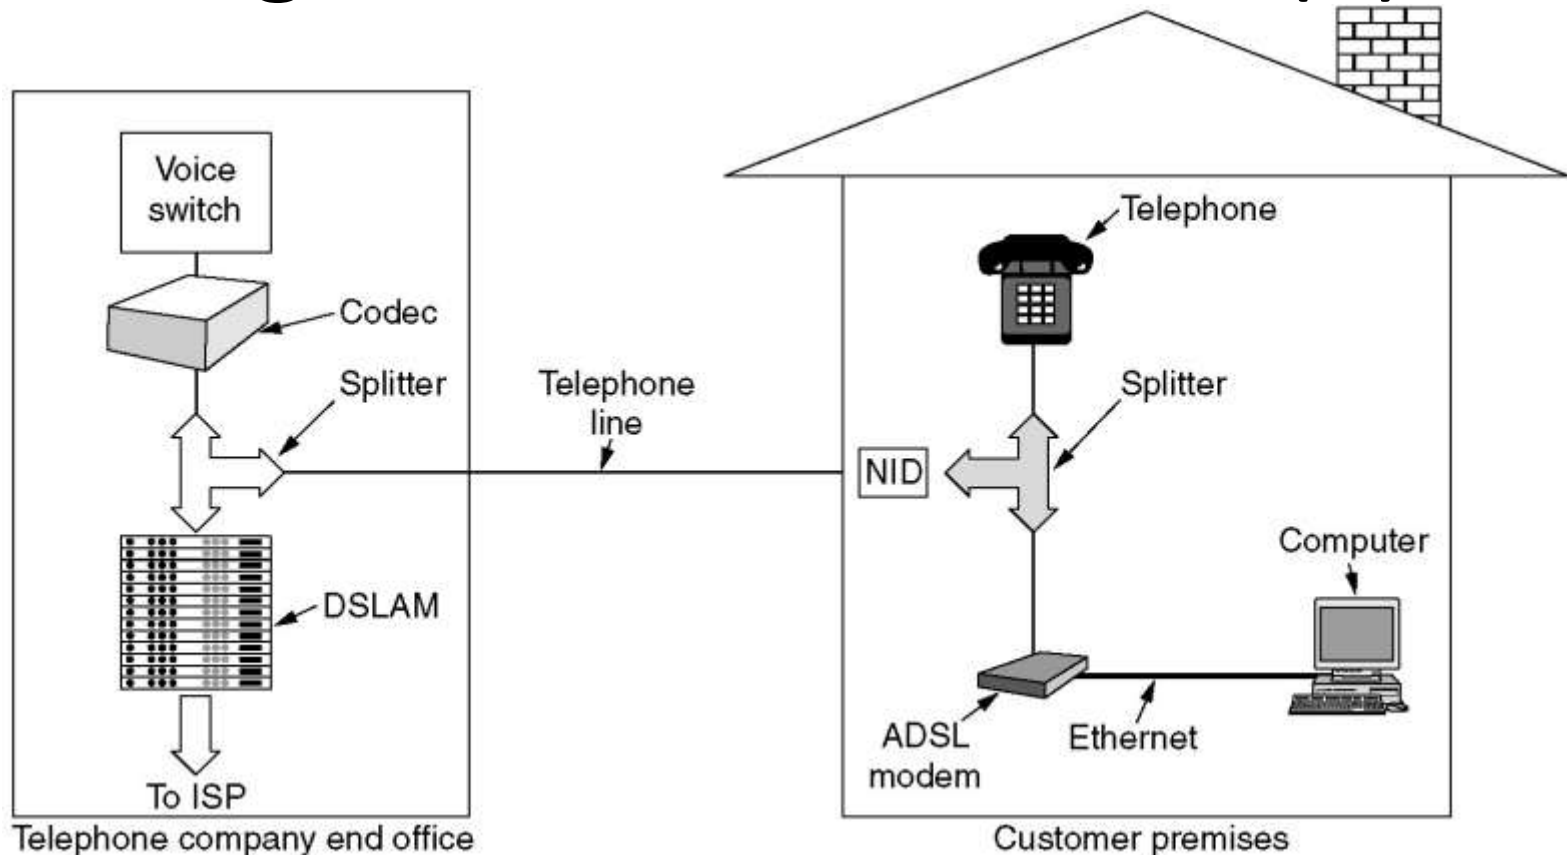 Voice
switch
Codec
Splitter
DSLAM
To ISP
Telephone company end office
Telephone
line
Telephone
Splitter
NID
Computer
ADSL
modem
Ethernet
Customer premises